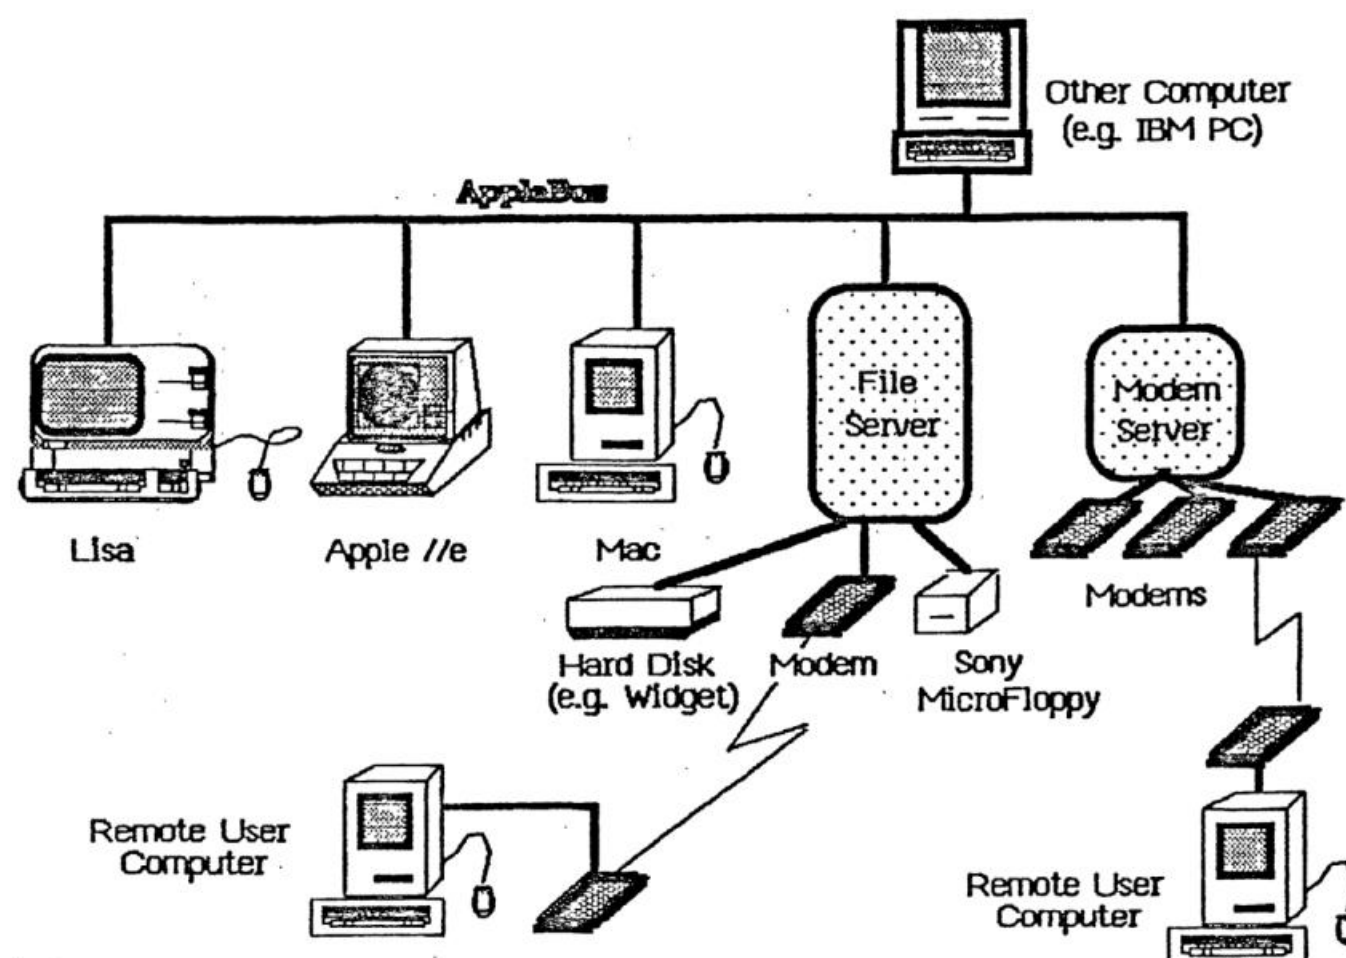 Other Computer
(e.g. IBM PC)
AppleBus
File
Server
Modem
Server
Lisa
Apple //e
Mac
Modems
Hard Disk
(e.g. Widget)
Modem
Sony
MicroFloppy
Remote User
Computer
Remote User
Computer